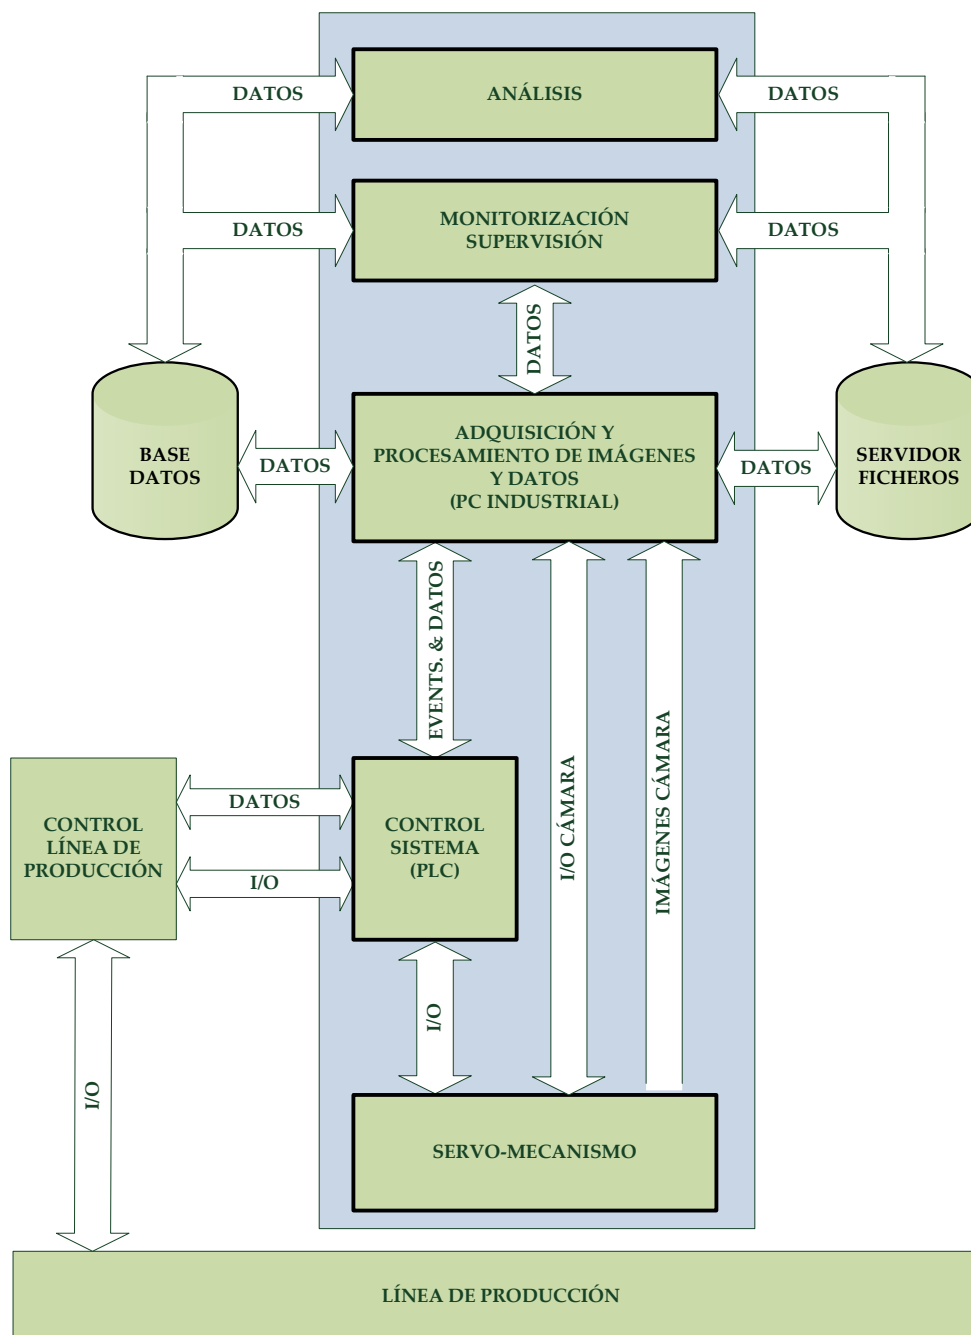 DATOS
ANÁLISIS
DATOS
DATOS
MONITORIZACIÓN
SUPERVISIÓN
DATOS
DATOS
BASE
DATOS
DATOS
ADQUISICIÓN Y
PROCESAMIENTO DE IMÁGENES
Y DATOS
(PC INDUSTRIAL)
DATOS
SERVIDOR
FICHEROS
EVENTS. & DATOS
I/O CÁMARA
IMÁGENES CÁMARA
CONTROL
LÍNEA DE
PRODUCCIÓN
DATOS
I/O
CONTROL
SISTEMA
(PLC)
I/O
I/O
SERVO-MECANISMO
LÍNEA DE PRODUCCIÓN